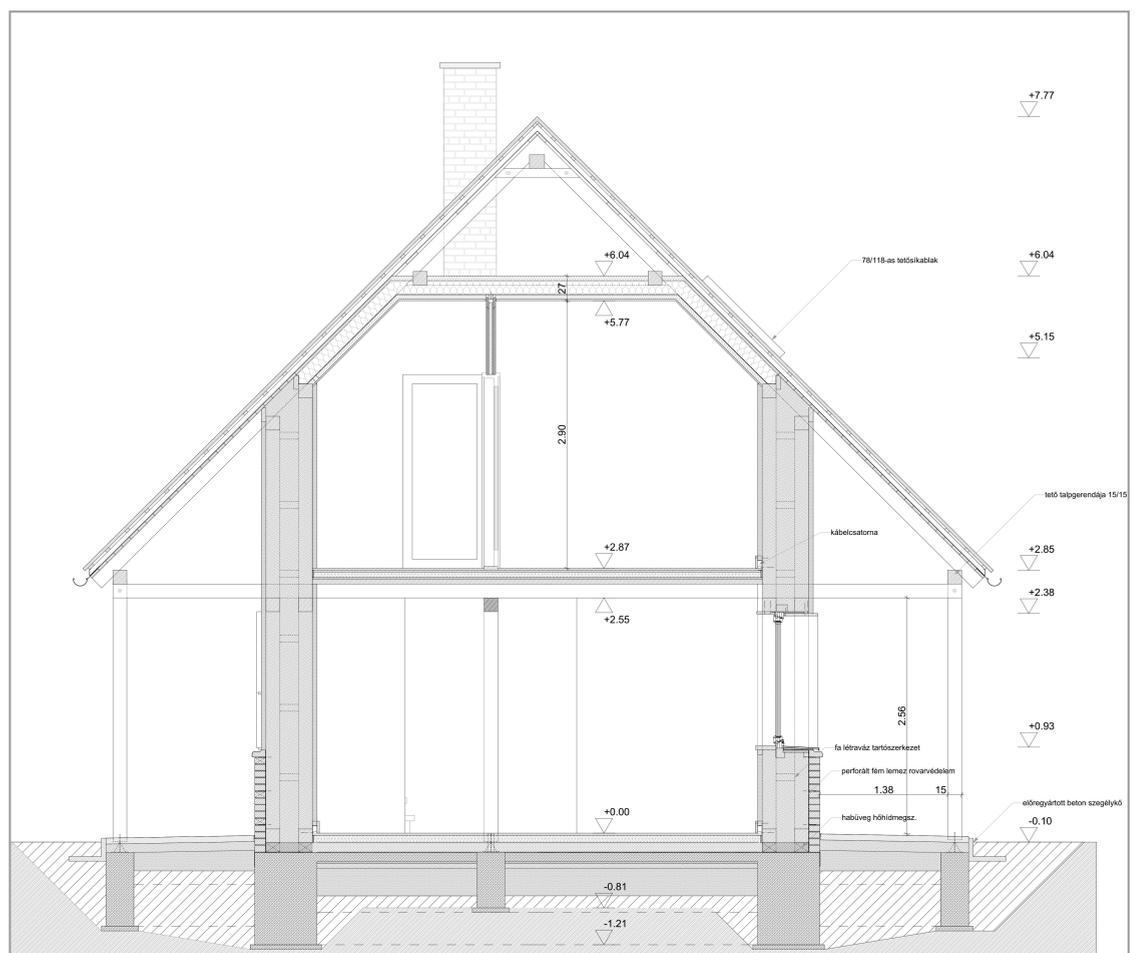 +7.77
+6.04
78/118-as tetősíkablak
+6.04
27
+5.77
+5.15
2.90
tető talpgerendája 15/15
kábelcsatorna
+2.87
+2.85
+2.38
+2.55
2.56
+0.93
fa létraváz tartószerkezet
perforált fém lemez rovarvédelem
1.38
15
előregyártott beton szegélykő
+0.00
habüveg hőhídmegsz.
-0.10
-0.81
-1.21